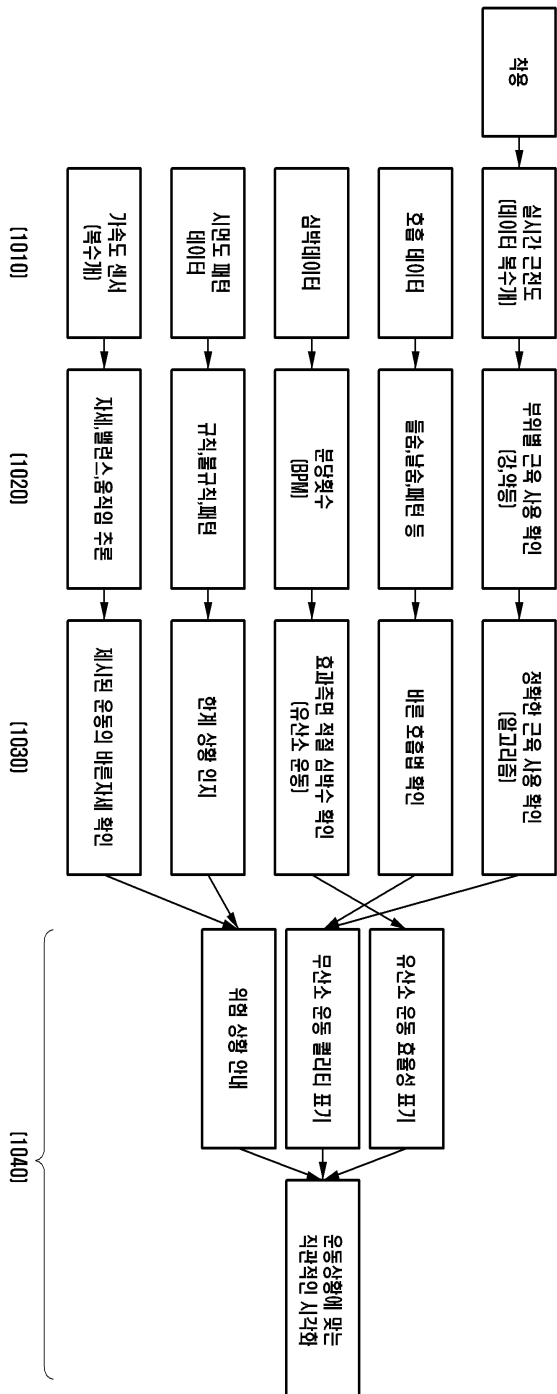 착용
실시간 근전도
(데이터 복수개)
호흡 데이터
심박데이터
시면도 패턴
데이터
가속도 센서
(복수개)
[1010]
부위별 근육 사용 확인
(강,약등)
들숨,날숨,패턴 등
분당횟수
(BPM)
규칙,불규칙,패턴
자세,밸런스,움직임 추론
[1020]
정확한 근육 사용 확인
(알고리즘)
바른 호흡법 확인
효과측면 적절 심박수 확인
(유산소 운동)
한계 상황 인지
제시된 운동의 바른자세 확인
[1030]
유산소 운동 효율성 표기
무산소 운동 퀄리티 표기
위험 상황 안내
운동상황에 맞는
직관적인 시각화
[1040]